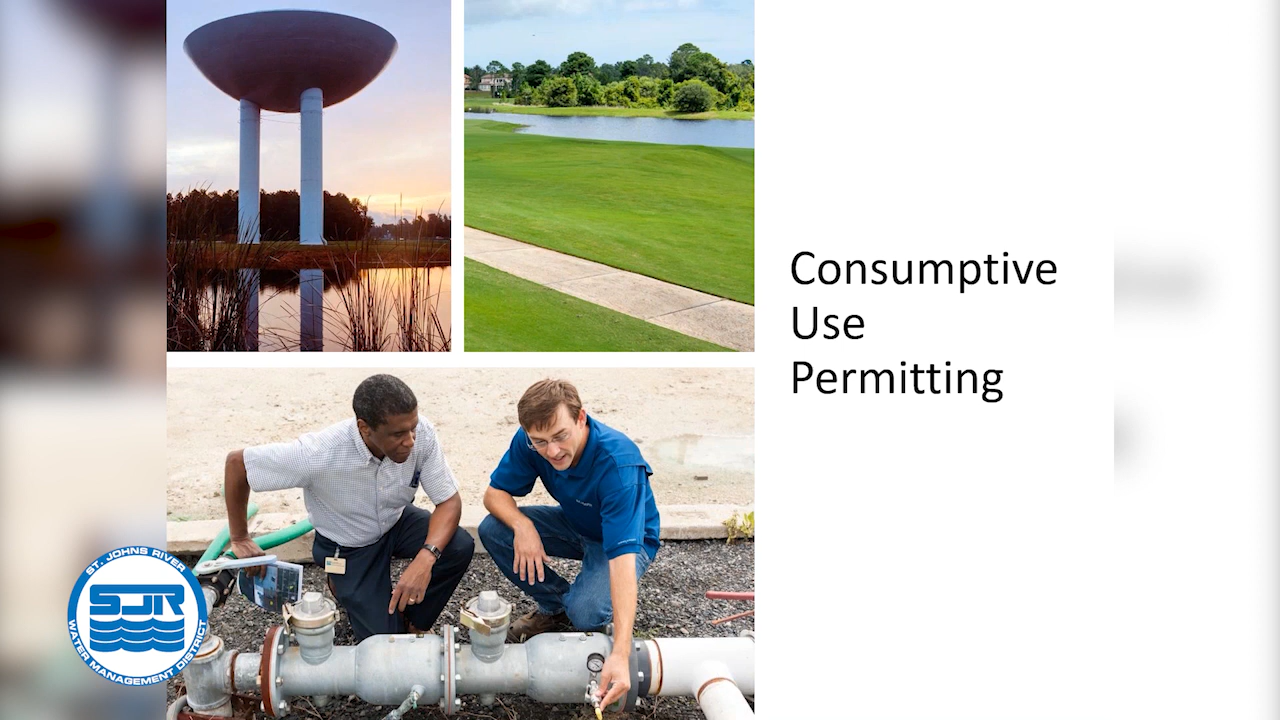 Consumptive
Use
Permitting
ST. JOHNS RIVER
SJR
WATER MANAGEMENT DISTRICT